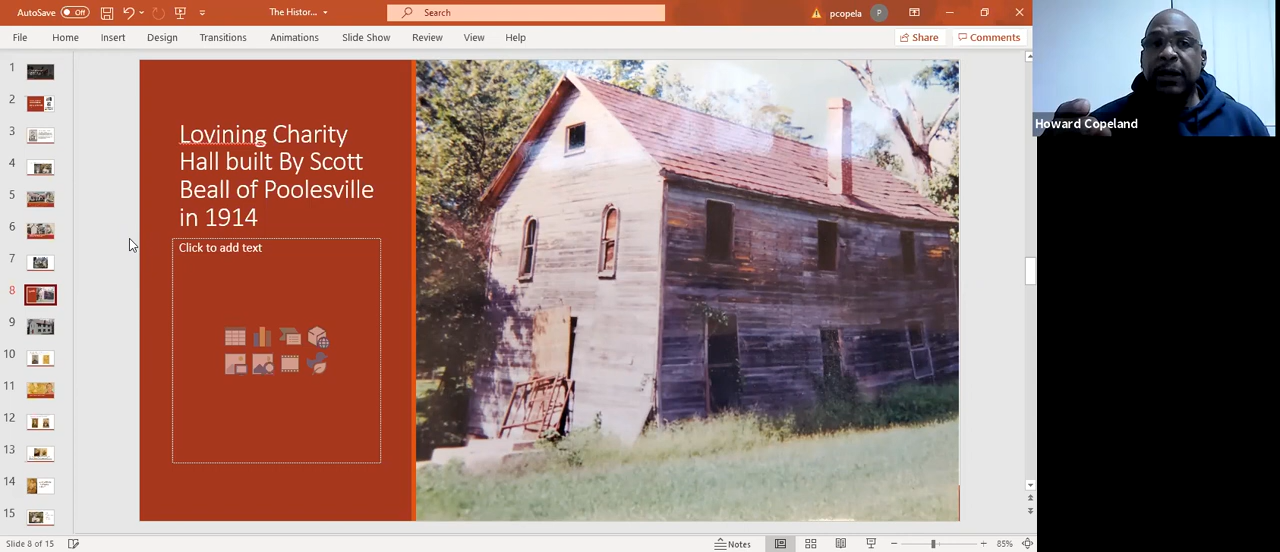 AutoSave
Off
The Histor...
Search
pcopela
P
File
Home
Insert
Design
Transitions
Animations
Slide Show
Review
View
Help
Share
Comments
1
2
3
4
5
6
7
8
9
10
11
12
13
14
15
Lovining Charity
Hall built By Scott
Beall of Poolesville
in 1914
Click to add text
Howard Copeland
Slide 8 of 15
Notes
85%